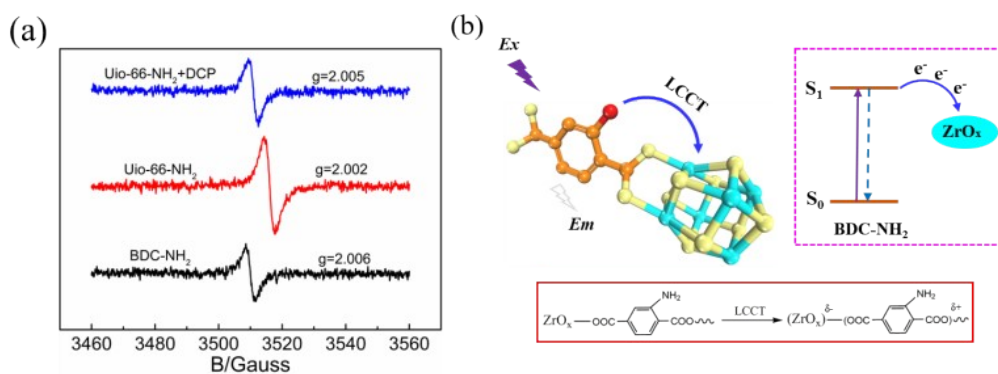 (a)
Uio-66-NH₂+DCP
g=2.005
Uio-66-NH₂
g=2.002
BDC-NH₂
g=2.006
3460 3480 3500 3520 3540 3560
B/Gauss
(b)
Ex
LCCT
Em
e⁻
e⁻
e⁻
S₁
ZrOₓ
S₀
BDC-NH₂
NH₂
ZrOₓ—OOC
COO
LCCT
(ZrOₓ)δ-—(OOC
NH₂
COO)δ+